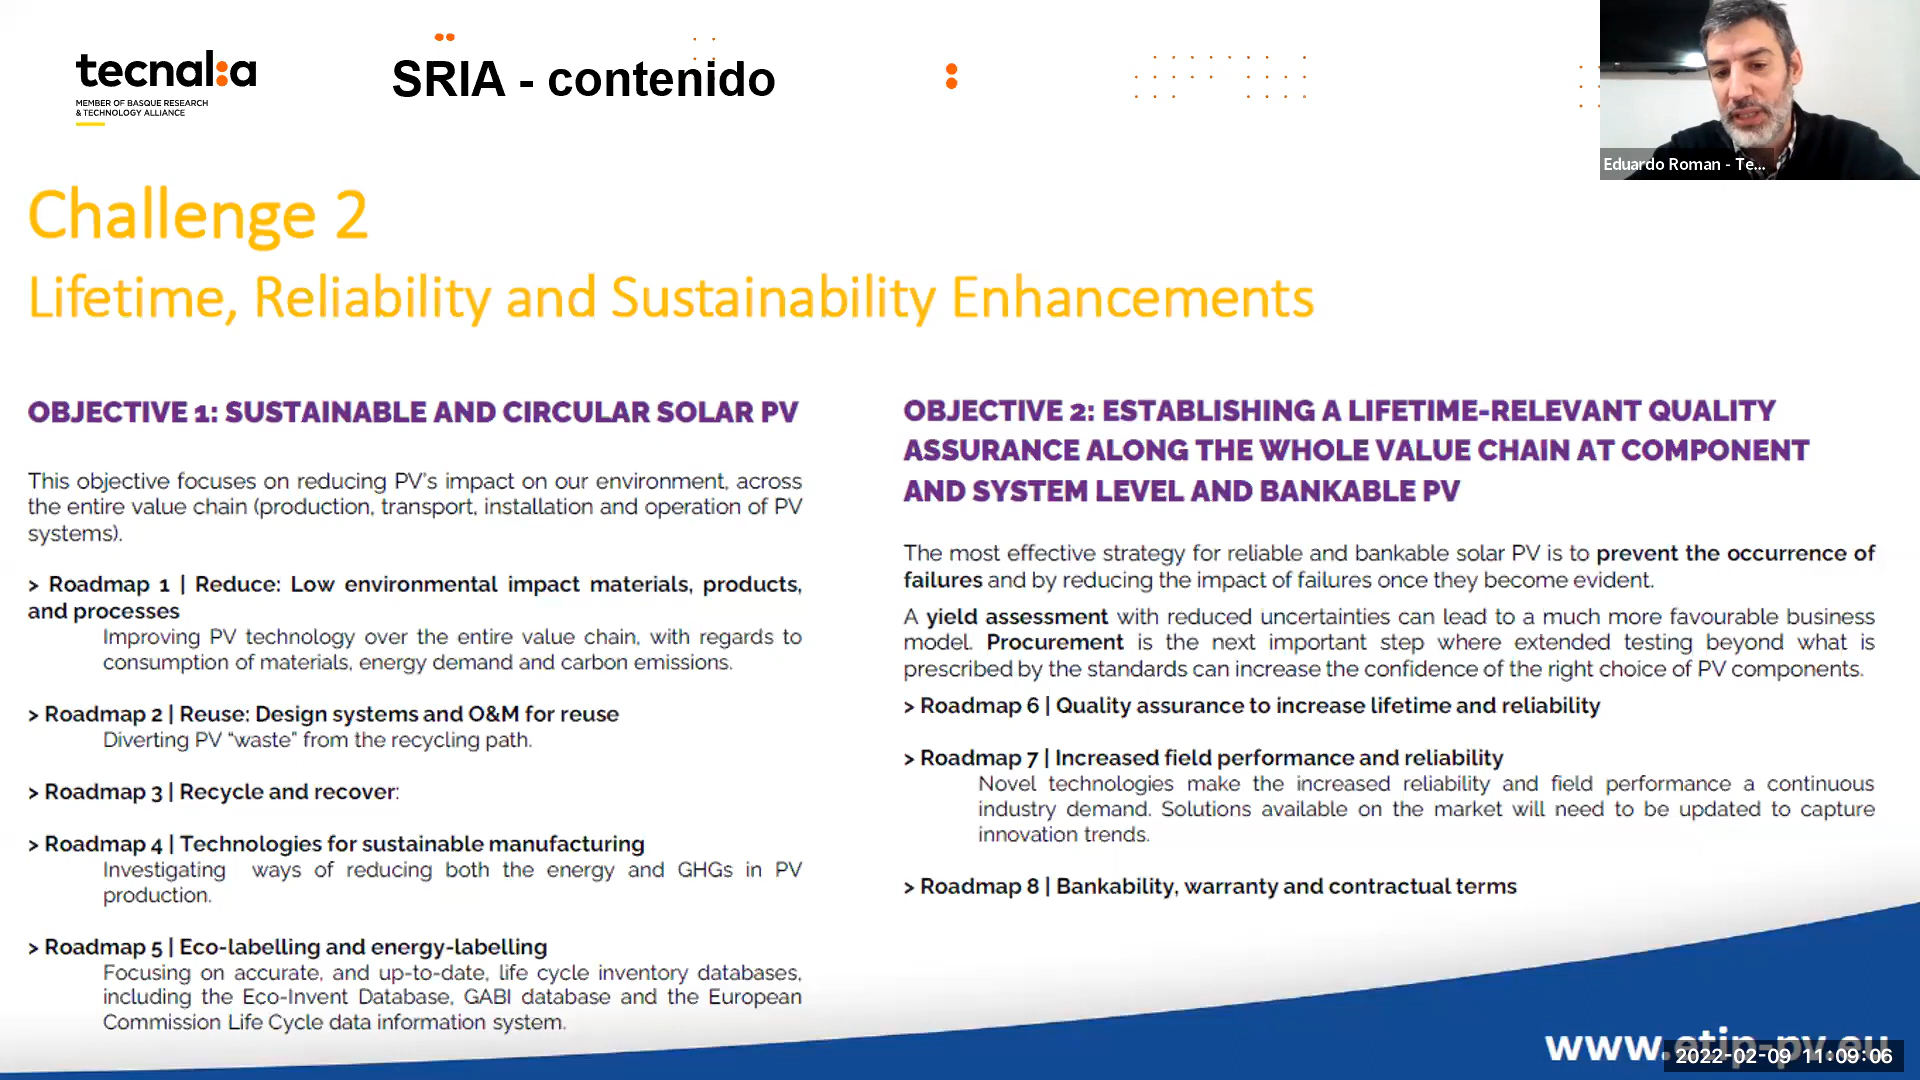 tecnalia
MEMBER OF BASQUE RESEARCH
& TECHNOLOGY ALLIANCE
SRIA - contenido
Eduardo Roman - Te...
Challenge 2
Lifetime, Reliability and Sustainability Enhancements
OBJECTIVE 1: SUSTAINABLE AND CIRCULAR SOLAR PV
This objective focuses on reducing PV's impact on our environment, across
the entire value chain (production, transport, installation and operation of PV
systems).
> Roadmap 1 | Reduce: Low environmental impact materials, products,
and processes
Improving PV technology over the entire value chain, with regards to
consumption of materials, energy demand and carbon emissions.
> Roadmap 2 | Reuse: Design systems and O&M for reuse
Diverting PV “waste” from the recycling path.
> Roadmap 3 | Recycle and recover:
> Roadmap 4 | Technologies for sustainable manufacturing
Investigating ways of reducing both the energy and GHGs in PV
production.
> Roadmap 5 | Eco-labelling and energy-labelling
Focusing on accurate, and up-to-date, life cycle inventory databases,
including the Eco-Invent Database, GABI database and the European
Commission Life Cycle data information system.
OBJECTIVE 2: ESTABLISHING A LIFETIME-RELEVANT QUALITY
ASSURANCE ALONG THE WHOLE VALUE CHAIN AT COMPONENT
AND SYSTEM LEVEL AND BANKABLE PV
The most effective strategy for reliable and bankable solar PV is to prevent the occurrence of
failures and by reducing the impact of failures once they become evident.
A yield assessment with reduced uncertainties can lead to a much more favourable business
model. Procurement is the next important step where extended testing beyond what is
prescribed by the standards can increase the confidence of the right choice of PV components.
> Roadmap 6 | Quality assurance to increase lifetime and reliability
> Roadmap 7 | Increased field performance and reliability
Novel technologies make the increased reliability and field performance a continuous
industry demand. Solutions available on the market will need to be updated to capture
innovation trends.
> Roadmap 8 | Bankability, warranty and contractual terms
www.etip-pv.eu
2022-02-09 11:09:06